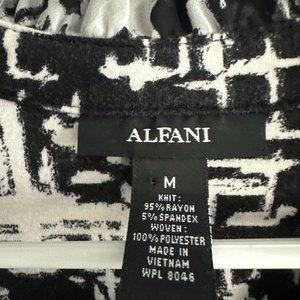 ALFANI
M
KNIT:
95% RAYON
5% SPANDEX
WOVEN:
100% POLYESTER
MADE IN
VIETNAM
WPL 8046